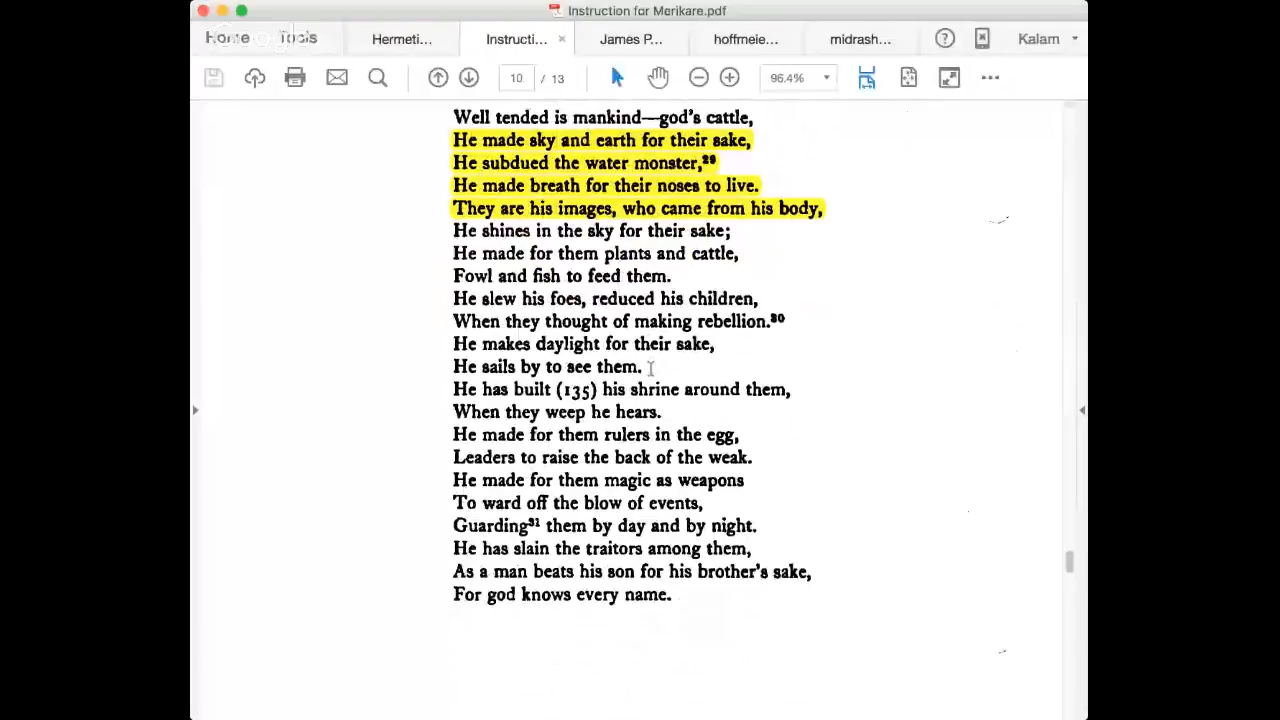 Instruction for Merikare.pdf
Home Tools Hermeti... Instructi... × James P... hoffmeie... midrash... ? Kalam
10 / 13 96.4%
Well tended is mankind—god's cattle,
He made sky and earth for their sake,
He subdued the water monster,²⁹
He made breath for their noses to live.
They are his images, who came from his body,
He shines in the sky for their sake;
He made for them plants and cattle,
Fowl and fish to feed them.
He slew his foes, reduced his children,
When they thought of making rebellion.³⁰
He makes daylight for their sake,
He sails by to see them.
He has built (135) his shrine around them,
When they weep he hears.
He made for them rulers in the egg,
Leaders to raise the back of the weak.
He made for them magic as weapons
To ward off the blow of events,
Guarding³¹ them by day and by night.
He has slain the traitors among them,
As a man beats his son for his brother's sake,
For god knows every name.